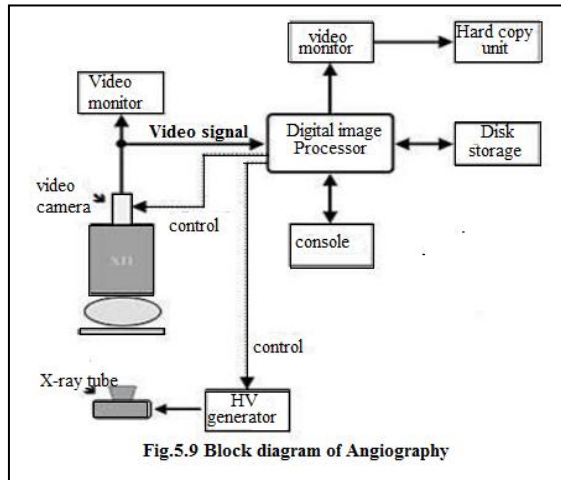 video
monitor
Hard copy
unit
Video
monitor
Video signal
Digital image
Processor
Disk
storage
video
camera
control
console
control
X-ray tube
HV
generator
Fig.5.9 Block diagram of Angiography